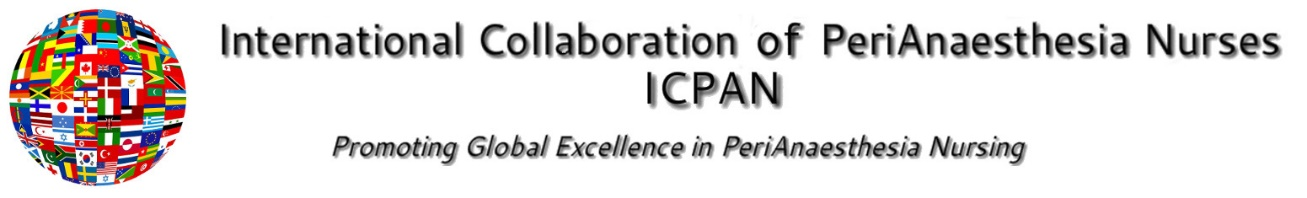 International Collaboration of PeriAnaesthesia Nurses
ICPAN
Promoting Global Excellence in PeriAnaesthesia Nursing